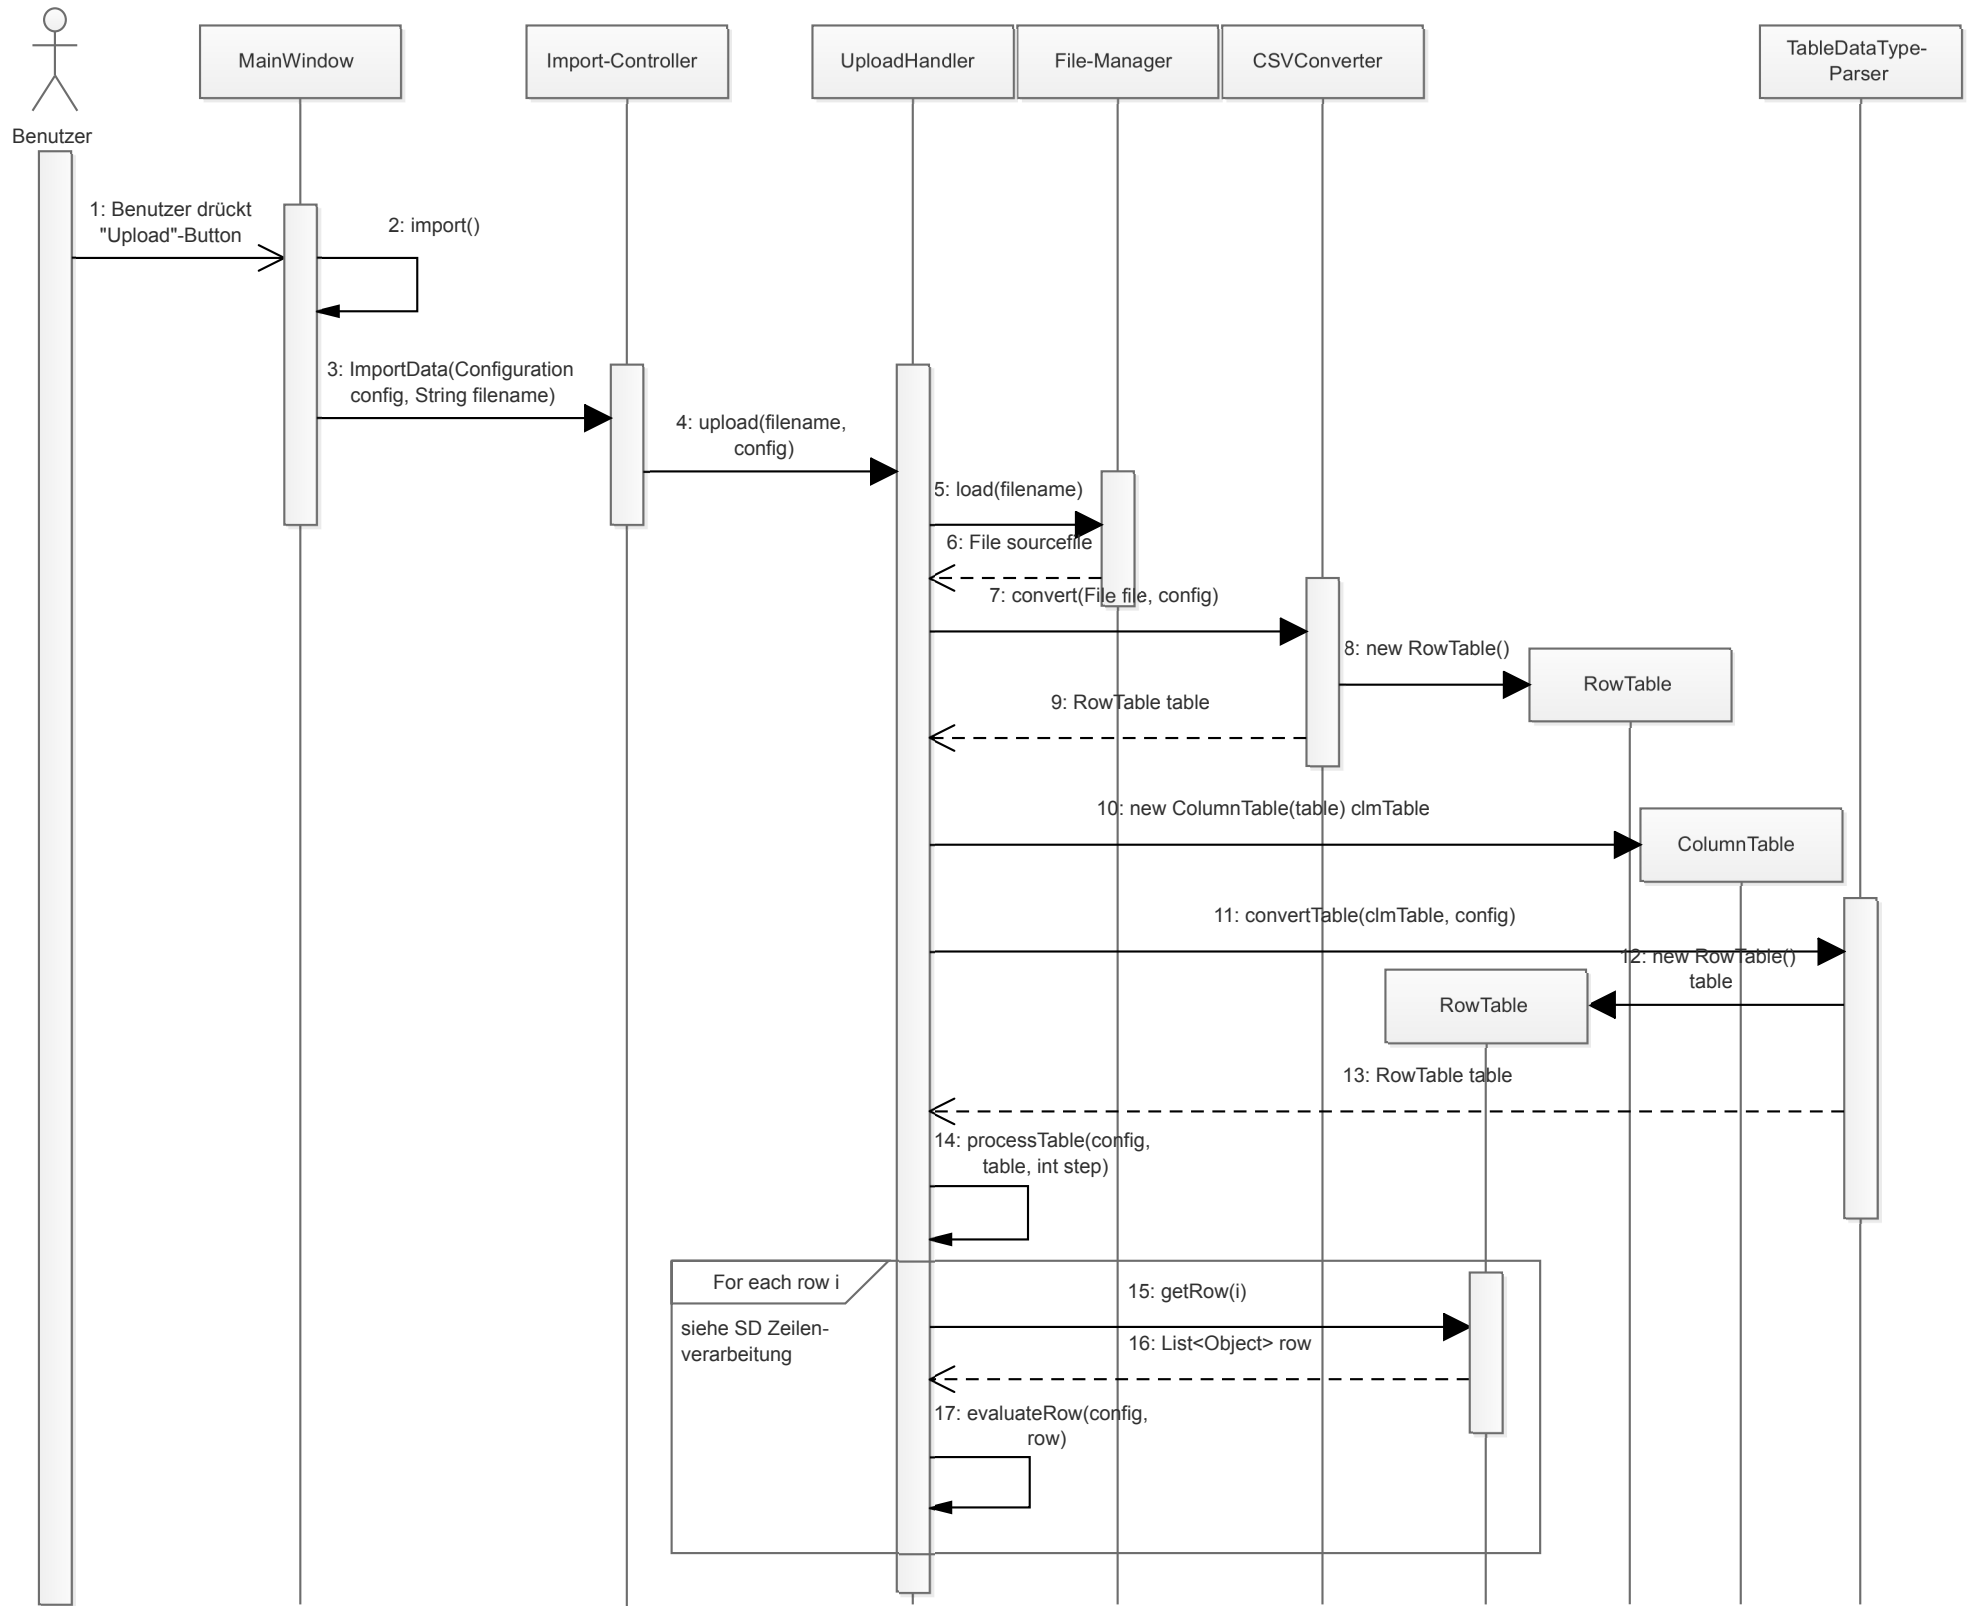 Benutzer
MainWindow
Import-Controller
UploadHandler
File-Manager
CSVConverter
TableDataType-
Parser
1: Benutzer drückt
"Upload"-Button
2: import()
3: ImportData(Configuration
config, String filename)
4: upload(filename,
config)
5: load(filename)
6: File sourcefile
7: convert(File file, config)
8: new RowTable()
RowTable
9: RowTable table
10: new ColumnTable(table) clmTable
ColumnTable
11: convertTable(clmTable, config)
12: new RowTable()
table
RowTable
13: RowTable table
14: processTable(config,
table, int step)
For each row i
siehe SD Zeilen-
verarbeitung
15: getRow(i)
16: List<Object> row
17: evaluateRow(config,
row)